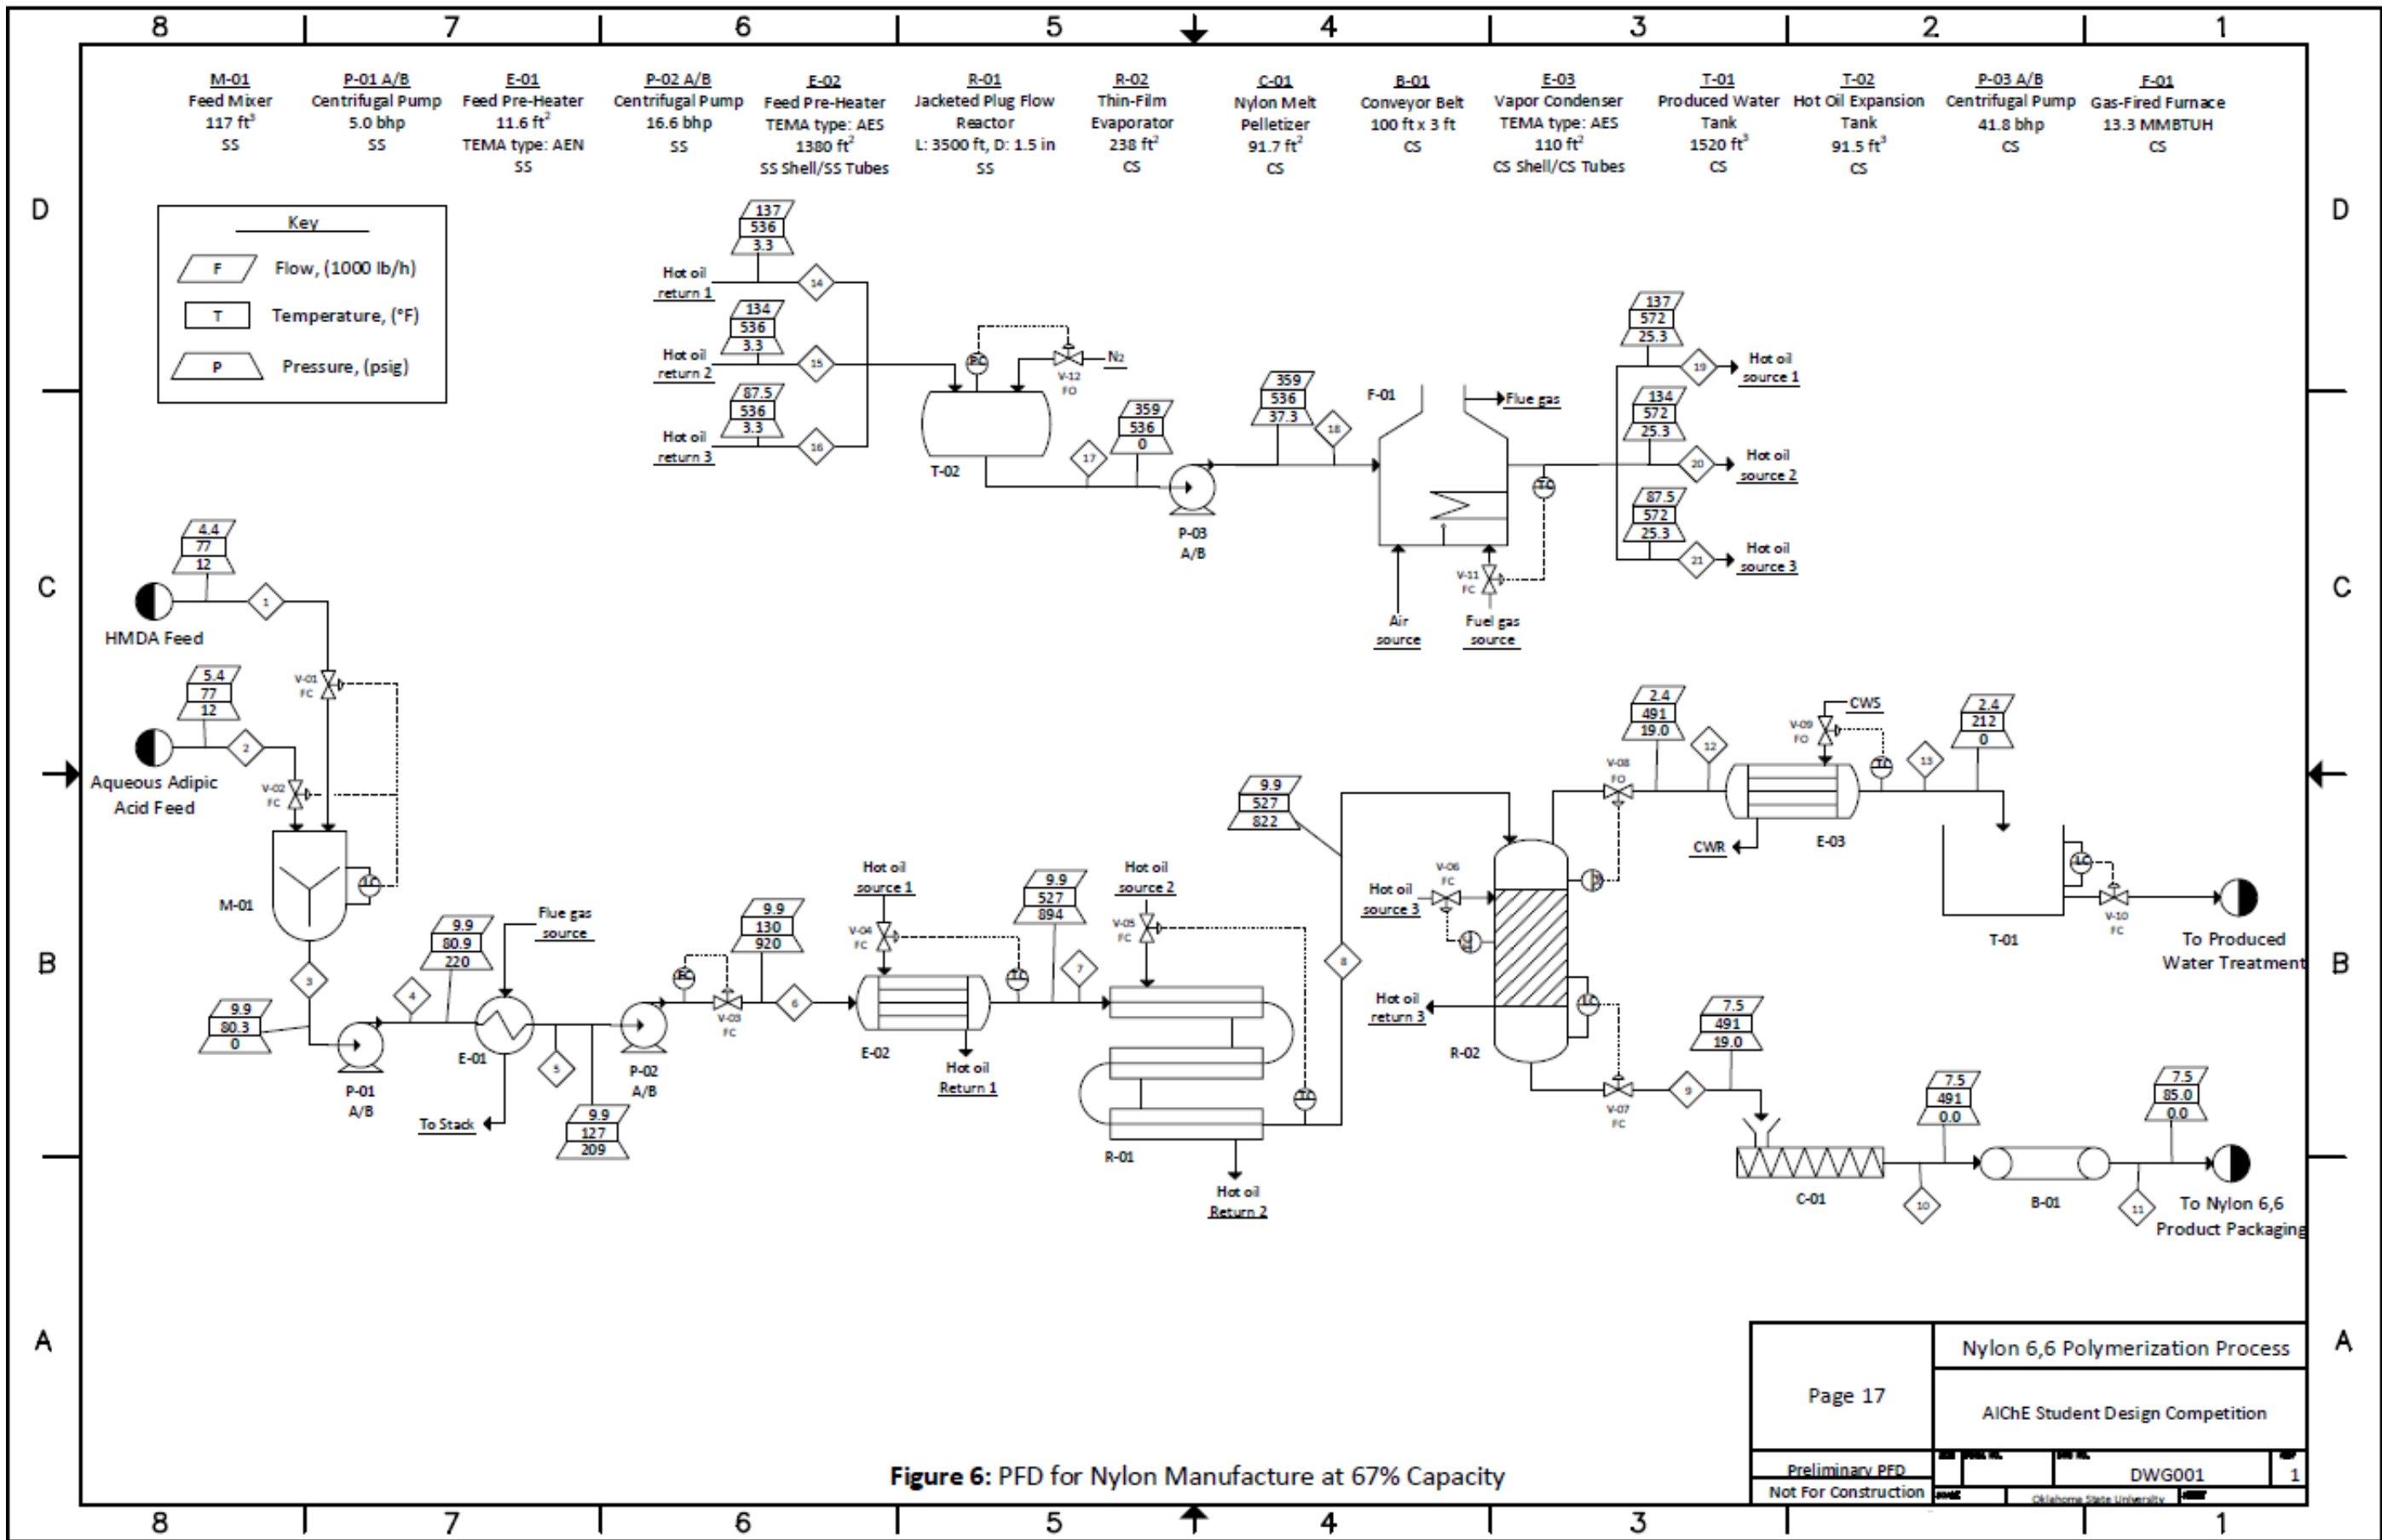 8 7 6 5 4 3 2 1
M-01
Feed Mixer
117 ft³
SS
P-01 A/B
Centrifugal Pump
5.0 bhp
SS
E-01
Feed Pre-Heater
11.6 ft²
TEMA type: AEN
SS
P-02 A/B
Centrifugal Pump
16.6 bhp
SS
E-02
Feed Pre-Heater
TEMA type: AES
1380 ft²
SS Shell/SS Tubes
R-01
Jacketed Plug Flow
Reactor
L: 3500 ft, D: 1.5 in
SS
R-02
Thin-Film
Evaporator
238 ft²
CS
C-01
Nylon Melt
Pelletizer
91.7 ft²
CS
B-01
Conveyor Belt
100 ft x 3 ft
CS
E-03
Vapor Condenser
TEMA type: AES
110 ft²
CS Shell/CS Tubes
T-01
Produced Water
Tank
1520 ft³
CS
T-02
Hot Oil Expansion
Tank
91.5 ft³
CS
P-03 A/B
Centrifugal Pump
41.8 bhp
CS
F-01
Gas-Fired Furnace
13.3 MMBTUH
CS
D
D
Key
F Flow, (1000 lb/h)
T Temperature, (°F)
P Pressure, (psig)
137
536
3.3
Hot oil
return 1
14
134
536
3.3
Hot oil
return 2
15
87.5
536
3.3
Hot oil
return 3
16
V-12
FO
N2
T-02
17
359
536
0
P-03
A/B
359
536
37.3
18
F-01
Flue gas
TC
V-11
FC
Air
source
Fuel gas
source
137
572
25.3
19
Hot oil
source 1
134
572
25.3
20
Hot oil
source 2
87.5
572
25.3
21
Hot oil
source 3
C
C
4.4
77
12
1
HMDA Feed
V-01
FC
5.4
77
12
2
Aqueous Adipic
Acid Feed
V-02
FC
LC
M-01
3
9.9
80.3
0
P-01
A/B
4
9.9
80.9
220
Flue gas
source
E-01
To Stack
5
9.9
127
209
P-02
A/B
V-03
FC
9.9
130
920
6
Hot oil
source 1
V-04
FC
TC
E-02
Hot oil
Return 1
9.9
527
894
7
Hot oil
source 2
V-05
FC
TC
R-01
Hot oil
Return 2
9.9
527
822
8
V-06
FC
Hot oil
source 3
Hot oil
return 3
R-02
LC
V-08
FO
2.4
491
19.0
12
CWS
V-09
FO
TC
E-03
CWR
13
2.4
212
0
LC
T-01
V-10
FC
To Produced
Water Treatment
V-07
FC
9
7.5
491
19.0
C-01
10
7.5
491
0.0
B-01
11
7.5
85.0
0.0
To Nylon 6,6
Product Packaging
B
B
A
A
Page 17
Nylon 6,6 Polymerization Process
AIChE Student Design Competition
Preliminary PFD
Not For Construction
DWG001
1
Oklahoma State University
Figure 6: PFD for Nylon Manufacture at 67% Capacity
8 7 6 5 4 3 2 1